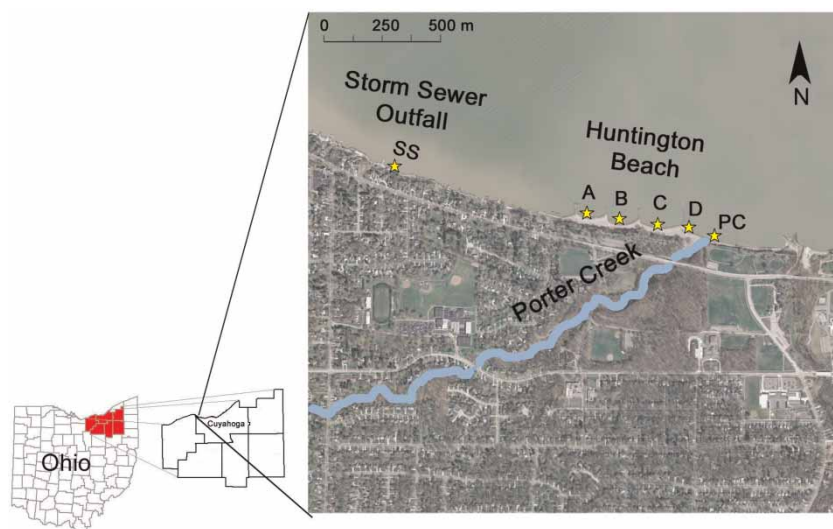 0 250 500 m
Storm Sewer
Outfall
SS
Huntington
Beach
N
A B C D PC
Porter Creek
Cuyahoga
Ohio